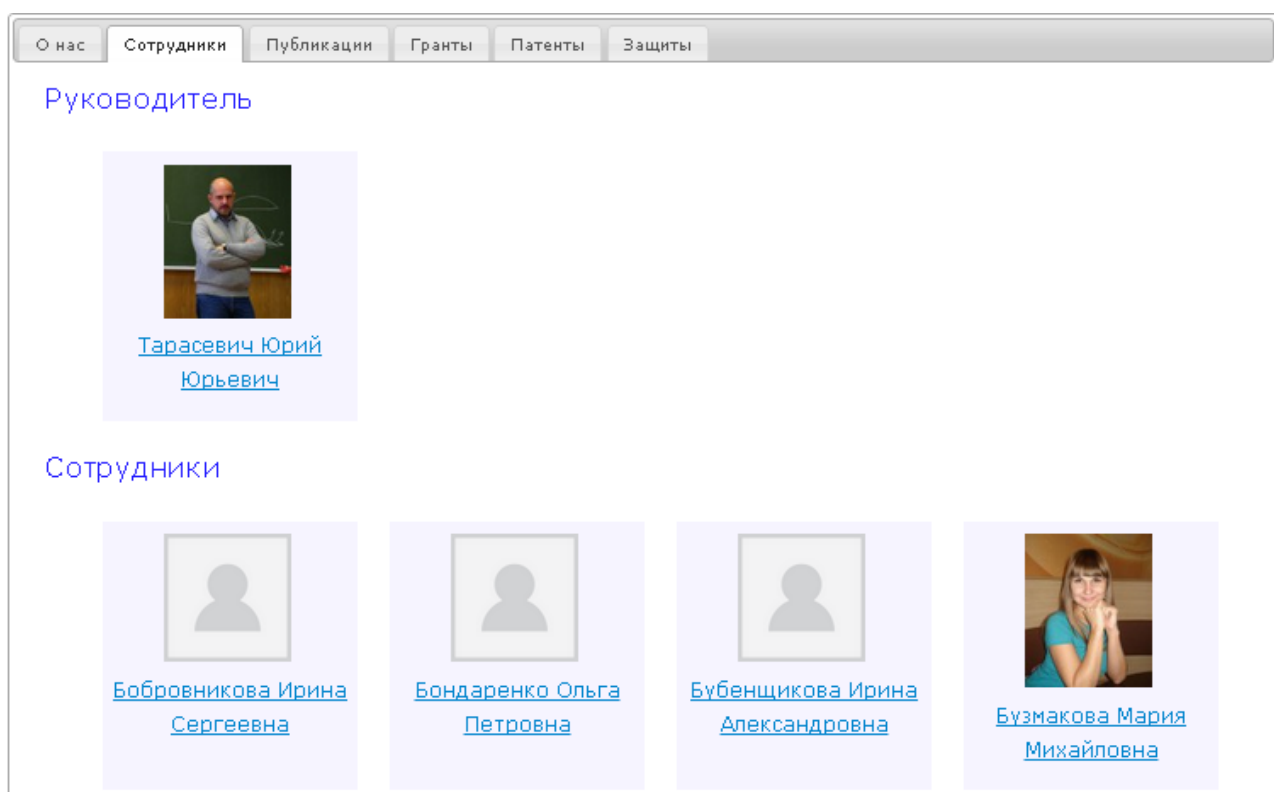 О нас Сотрудники Публикации Гранты Патенты Защиты
Руководитель
Тарасевич Юрий
Юрьевич
Сотрудники
Бобровникова Ирина
Сергеевна
Бондаренко Ольга
Петровна
Бубенщикова Ирина
Александровна
Бузмакова Мария
Михайловна